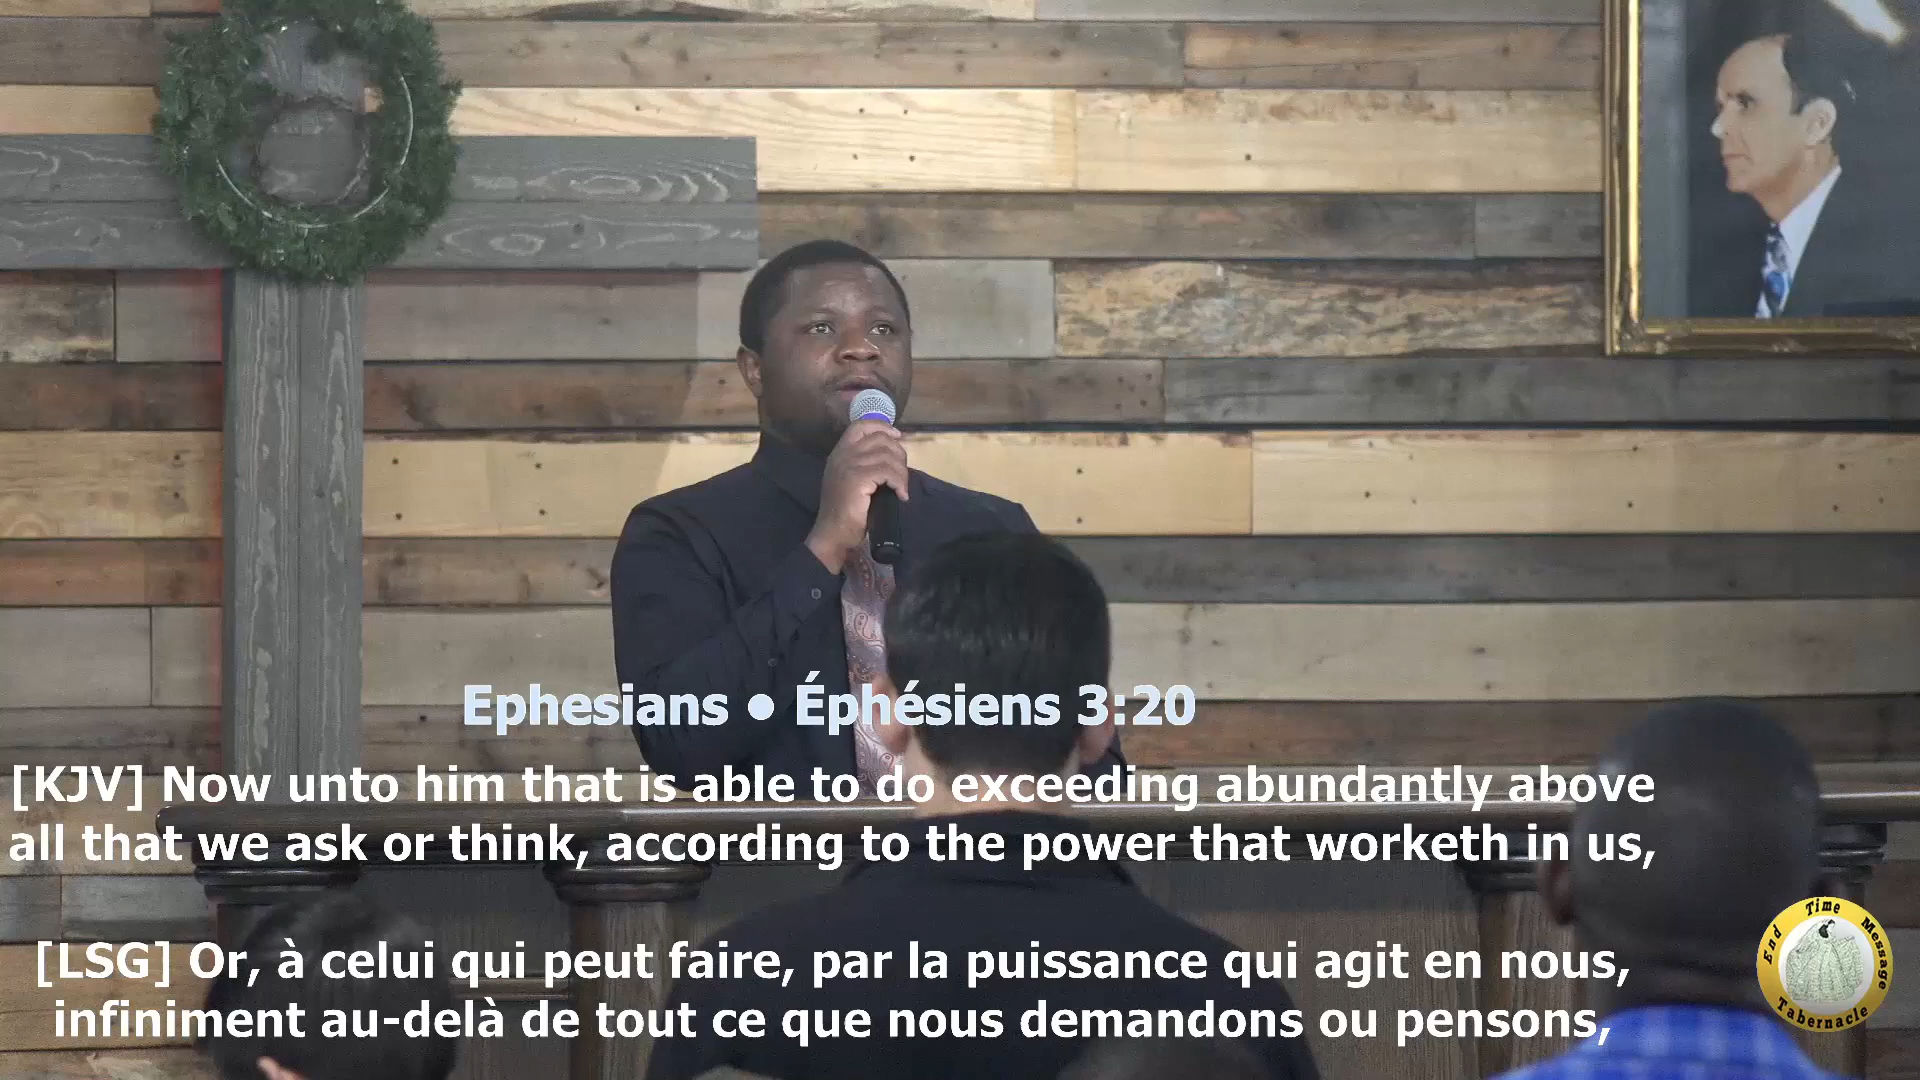 Ephesians ● Éphésiens 3:20
[KJV] Now unto him that is able to do exceeding abundantly above
all that we ask or think, according to the power that worketh in us,
[LSG] Or, à celui qui peut faire, par la puissance qui agit en nous,
infiniment au-delà de tout ce que nous demandons ou pensons,
End Time Message
Tabernacle